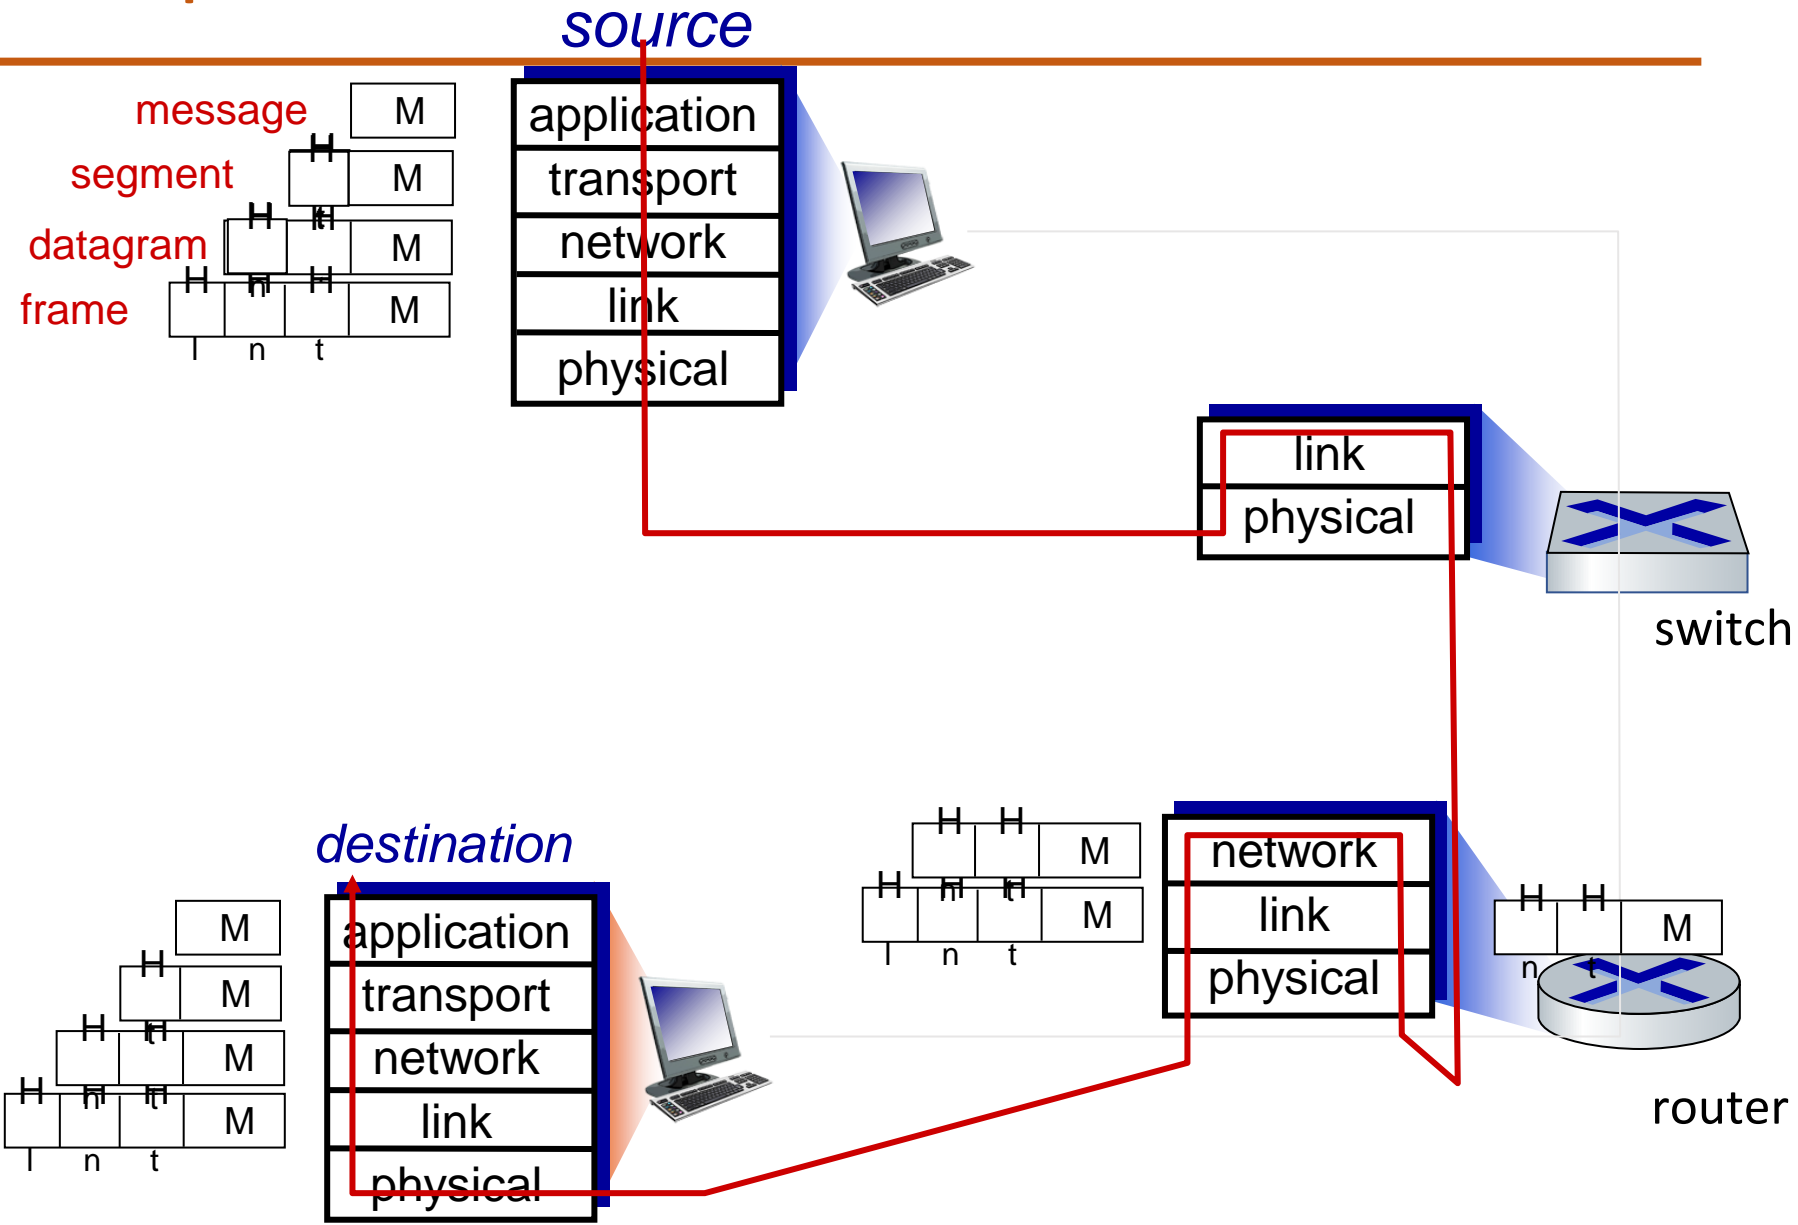 source
message M
application
H
segment M
transport
H t H
datagram M
network
H H H
n
frame M
link
l n t
physical
link
physical
switch
destination
H H
M
network
H H H
n t
M
link
l n t
physical
H H
M
n t
router
M
application
H
M
transport
H H
t
M
network
H H H
n t
M
link
l n t
physical